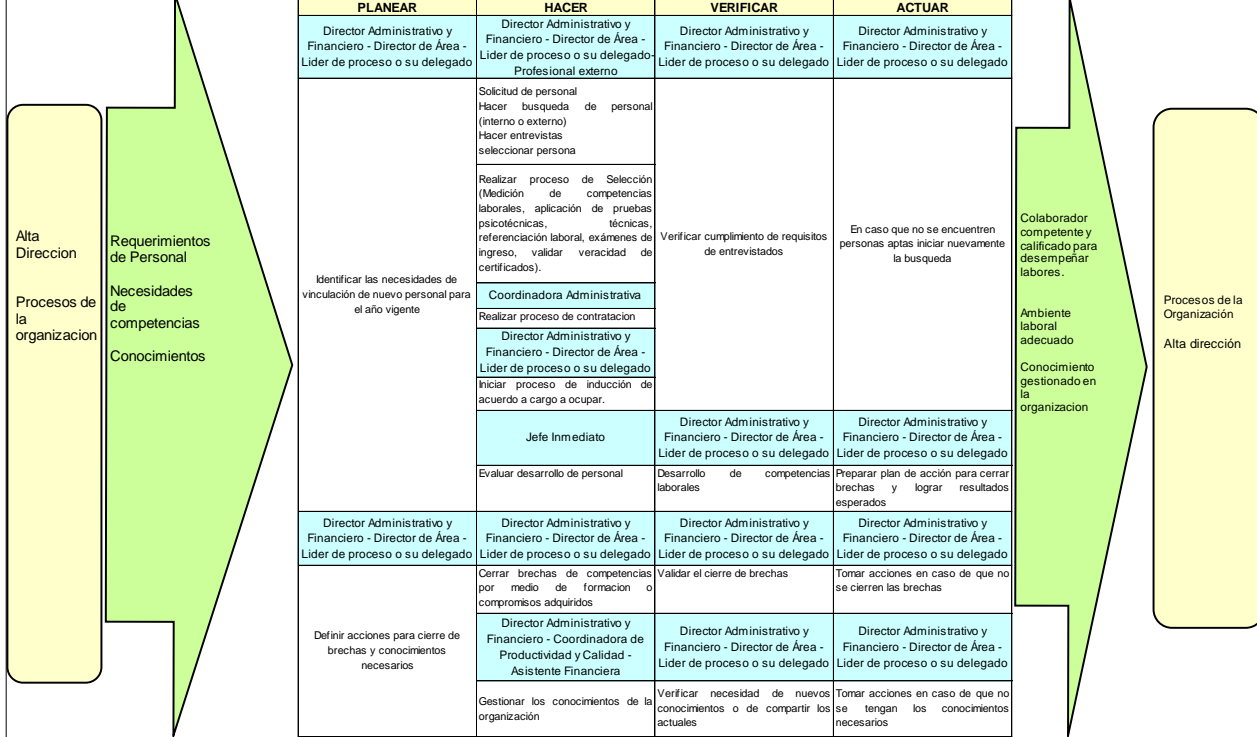 PLANEAR
HACER
VERIFICAR
ACTUAR
Director Administrativo y
Financiero - Director de Área -
Lider de proceso o su delegado
Director Administrativo y
Financiero - Director de Área -
Lider de proceso o su delegado-
Profesional externo
Director Administrativo y
Financiero - Director de Área -
Lider de proceso o su delegado
Director Administrativo y
Financiero - Director de Área -
Lider de proceso o su delegado
Alta
Direccion
Procesos de
la
organizacion
Requerimientos
de Personal
Necesidades
de
competencias
Conocimientos
Identificar las necesidades de
vinculación de nuevo personal para
el año vigente
Solicitud de personal
Hacer busqueda de personal
(interno o externo)
Hacer entrevistas
seleccionar persona
Realizar proceso de Selección
(Medición de competencias
laborales, aplicación de pruebas
psicotécnicas, técnicas,
referenciación laboral, exámenes de
ingreso, validar veracidad de
certificados).
Coordinadora Administrativa
Realizar proceso de contratacion
Director Administrativo y
Financiero - Director de Área -
Lider de proceso o su delegado
Iniciar proceso de inducción de
acuerdo a cargo a ocupar.
Verificar cumplimiento de requisitos
de entrevistados
En caso que no se encuentren
personas aptas iniciar nuevamente
la busqueda
Jefe Inmediato
Director Administrativo y
Financiero - Director de Área -
Lider de proceso o su delegado
Director Administrativo y
Financiero - Director de Área -
Lider de proceso o su delegado
Evaluar desarrollo de personal
Desarrollo de competencias
laborales
Preparar plan de acción para cerrar
brechas y lograr resultados
esperados
Director Administrativo y
Financiero - Director de Área -
Lider de proceso o su delegado
Director Administrativo y
Financiero - Director de Área -
Lider de proceso o su delegado
Director Administrativo y
Financiero - Director de Área -
Lider de proceso o su delegado
Director Administrativo y
Financiero - Director de Área -
Lider de proceso o su delegado
Definir acciones para cierre de
brechas y conocimientos
necesarios
Cerrar brechas de competencias
por medio de formacion o
compromisos adquiridos
Validar el cierre de brechas
Tomar acciones en caso de que no
se cierren las brechas
Director Administrativo y
Financiero - Coordinadora de
Productividad y Calidad -
Asistente Financiera
Director Administrativo y
Financiero - Director de Área -
Lider de proceso o su delegado
Director Administrativo y
Financiero - Director de Área -
Lider de proceso o su delegado
Gestionar los conocimientos de la
organización
Verificar necesidad de nuevos
conocimientos o de compartir los
actuales
Tomar acciones en caso de que no
se tengan los conocimientos
necesarios
Colaborador
competente y
calificado para
desempeñar
labores.
Ambiente
laboral
adecuado
Conocimiento
gestionado en
la
organizacion
Procesos de la
Organización
Alta dirección